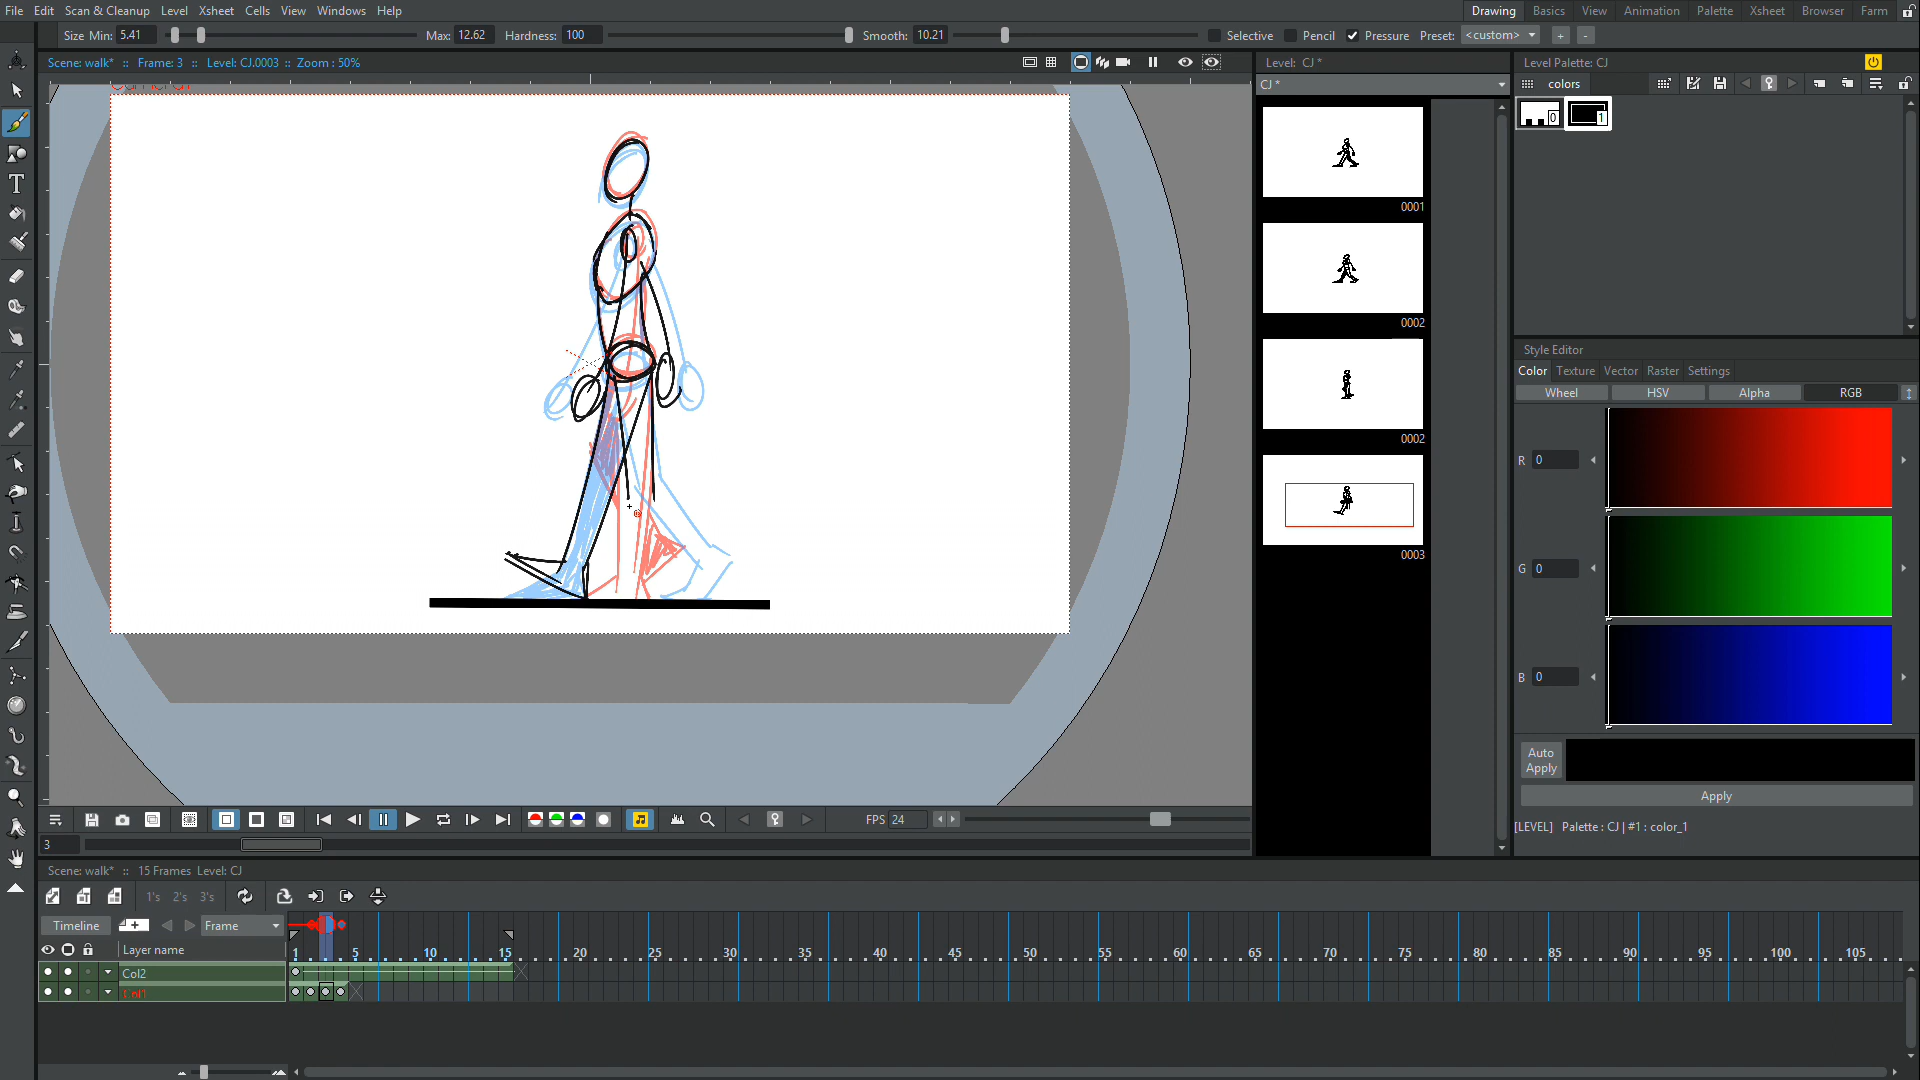 File Edit Scan & Cleanup Level Xsheet Cells View Windows Help
Drawing Basics View Animation Palette Xsheet Browser Farm
Size Min: 5.41 Max: 12.62 Hardness: 100 Smooth: 10.21 Selective Pencil Pressure Preset: <custom> + -
Scene: walk* :: Frame: 3 :: Level: CJ.0003 :: Zoom : 50%
Level: CJ *
Level Palette: CJ
CJ *
colors
0 1
0001
0002
0002
0003
Style Editor
Color Texture Vector Raster Settings
Wheel HSV Alpha RGB
R 0
G 0
B 0
Auto Apply
Apply
[LEVEL] Palette : CJ | #1 : color_1
FPS 24
3
Scene: walk* :: 15 Frames Level: CJ
1's 2's 3's
Timeline Frame
Layer name
1 5 10 15 20 25 30 35 40 45 50 55 60 65 70 75 80 85 90 95 100 105
Col2
Col1